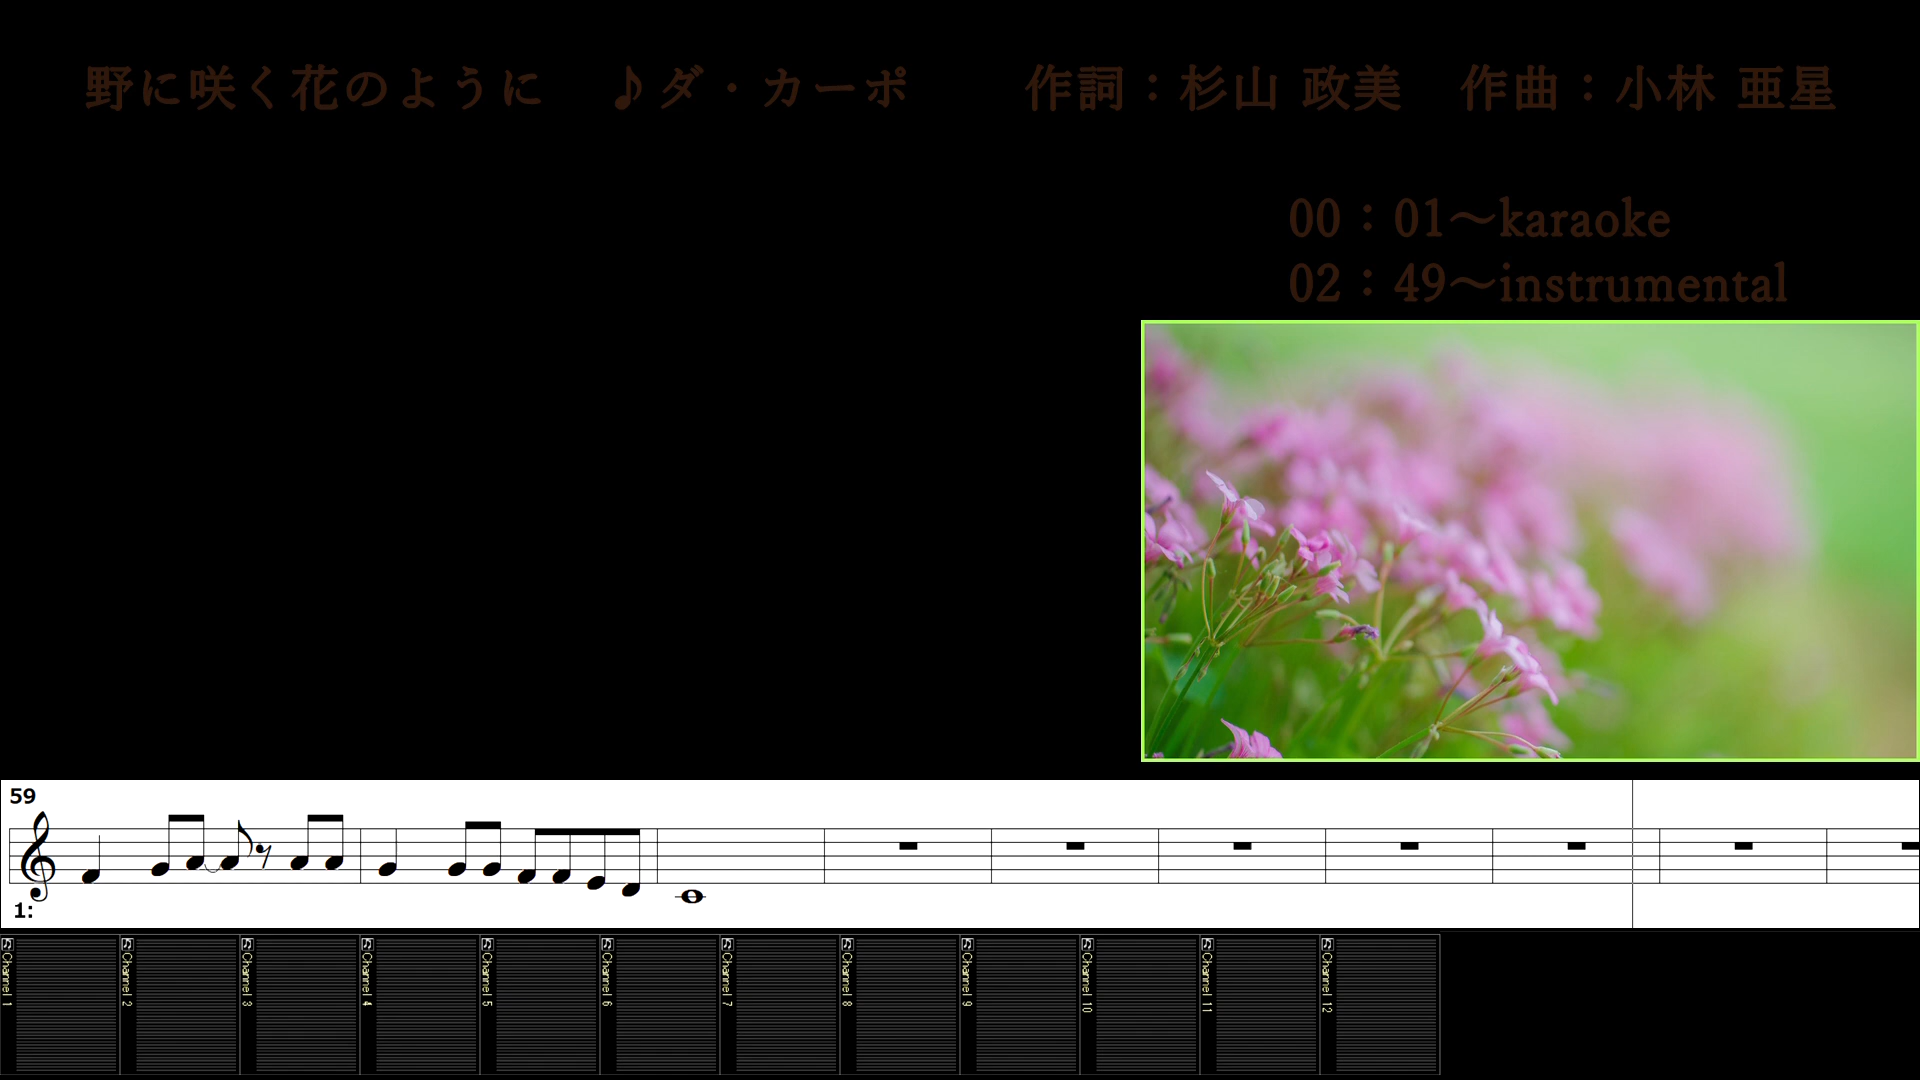 野に咲く花のように　♪ダ・カーポ　　作詞：杉山 政美　作曲：小林 亜星
00：01～karaoke
02：49～instrumental
59
1:
Channel 1
Channel 2
Channel 3
Channel 4
Channel 5
Channel 6
Channel 7
Channel 8
Channel 9
Channel 10
Channel 11
Channel 12